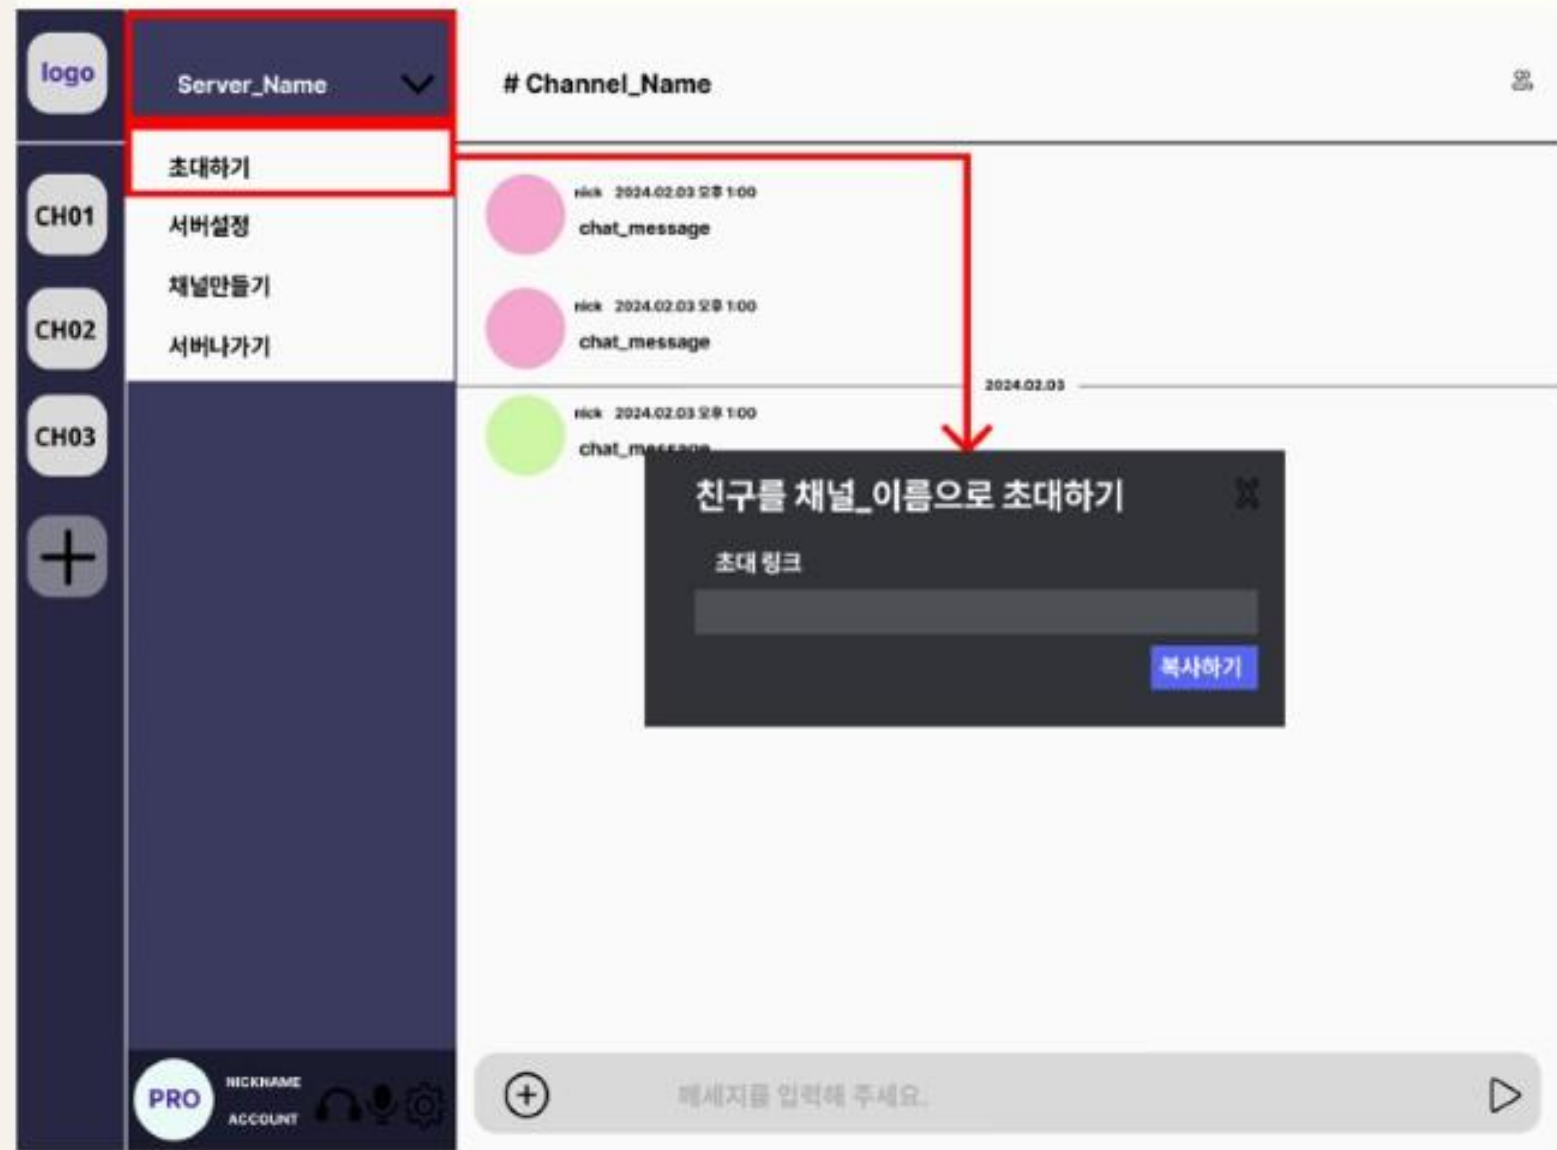 logo
Server_Name
# Channel_Name
초대하기
서버설정
채널만들기
서버나가기
CH01
CH02
CH03
nick 2024.02.03 오후 1:00
chat_message
nick 2024.02.03 오후 1:00
chat_message
2024.02.03
nick 2024.02.03 오후 1:00
chat_message
친구를 채널_이름으로 초대하기
초대 링크
복사하기
PRO
NICKNAME
ACCOUNT
메세지를 입력해 주세요.